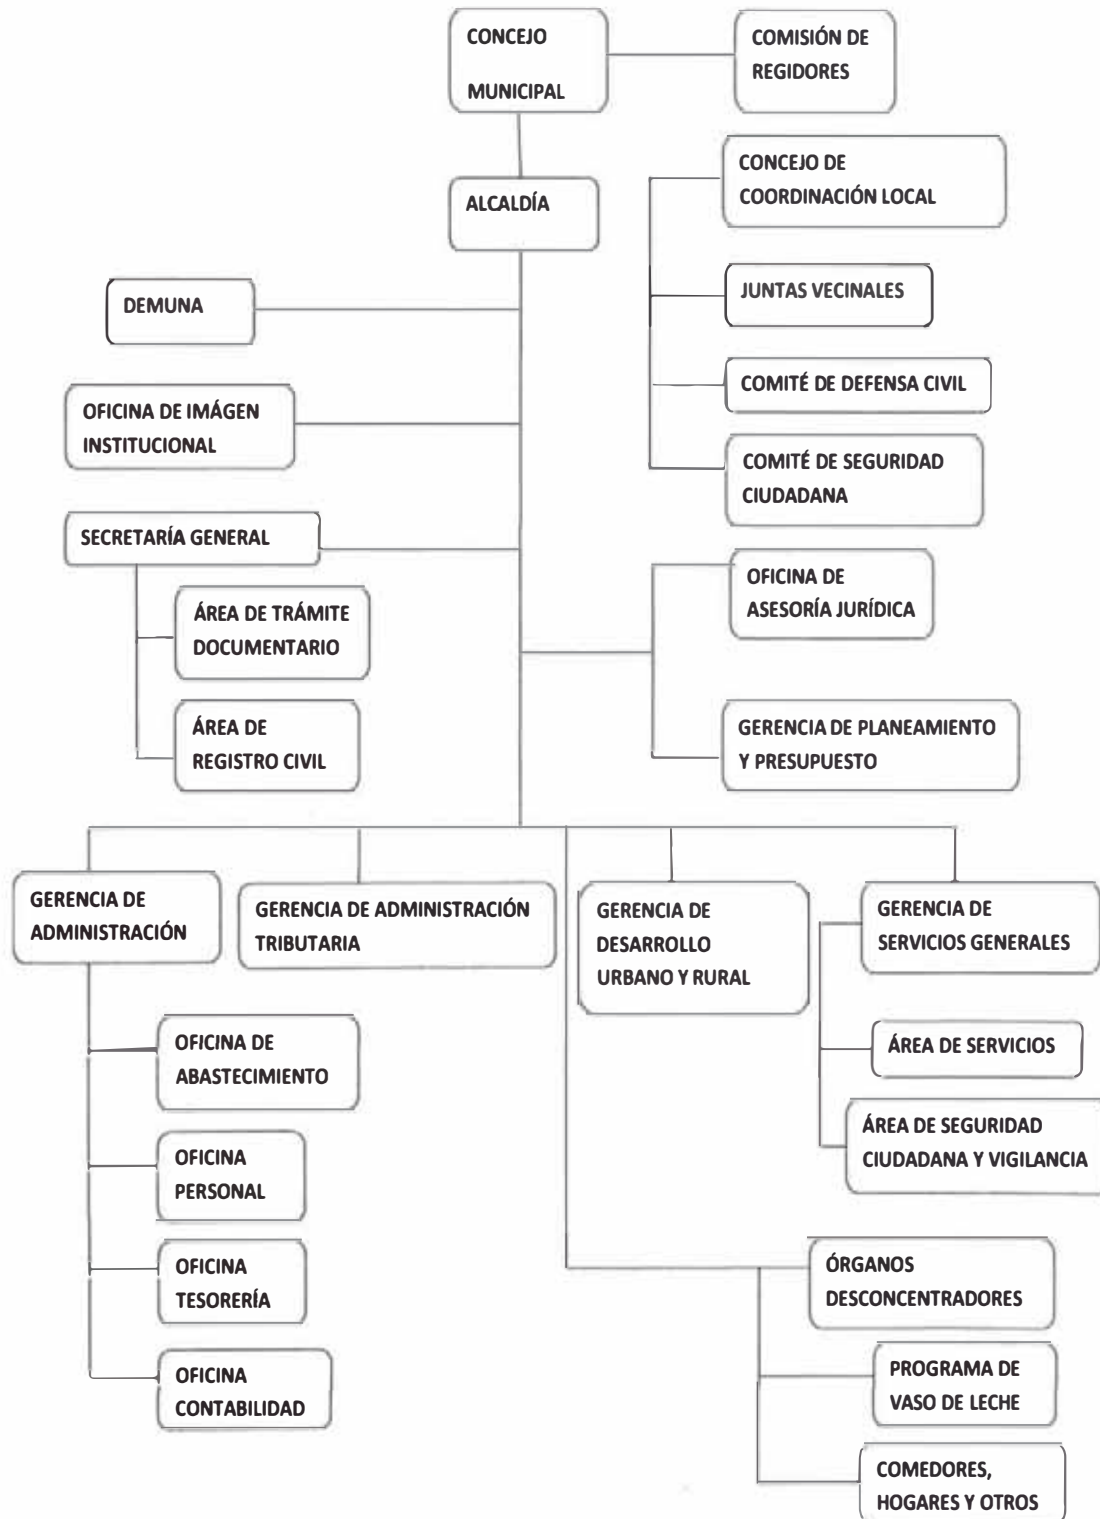 CONCEJO
MUNICIPAL
COMISIÓN DE
REGIDORES
ALCALDÍA
CONCEJO DE
COORDINACIÓN LOCAL
JUNTAS VECINALES
COMITÉ DE DEFENSA CIVIL
COMITÉ DE SEGURIDAD
CIUDADANA
DEMUNA
OFICINA DE IMÁGEN
INSTITUCIONAL
SECRETARÍA GENERAL
ÁREA DE TRÁMITE
DOCUMENTARIO
ÁREA DE
REGISTRO CIVIL
OFICINA DE
ASESORÍA JURÍDICA
GERENCIA DE PLANEAMIENTO
Y PRESUPUESTO
GERENCIA DE
ADMINISTRACIÓN
GERENCIA DE ADMINISTRACIÓN
TRIBUTARIA
GERENCIA DE
DESARROLLO
URBANO Y RURAL
GERENCIA DE
SERVICIOS GENERALES
OFICINA DE
ABASTECIMIENTO
OFICINA
PERSONAL
OFICINA
TESORERÍA
OFICINA
CONTABILIDAD
ÁREA DE SERVICIOS
ÁREA DE SEGURIDAD
CIUDADANA Y VIGILANCIA
ÓRGANOS
DESCONCENTRADORES
PROGRAMA DE
VASO DE LECHE
COMEDORES,
HOGARES Y OTROS